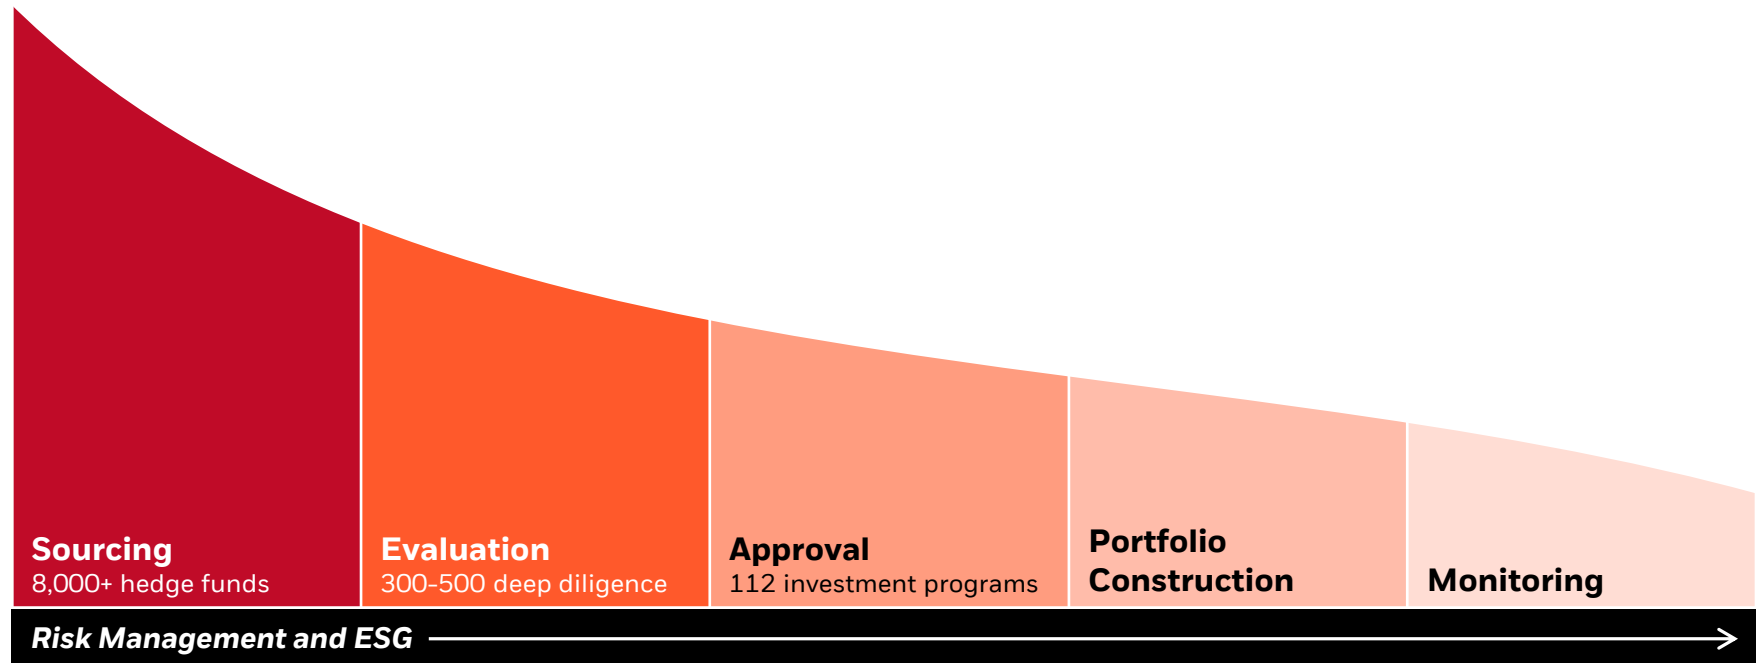 Sourcing
8,000+ hedge funds
Evaluation
300-500 deep diligence
Approval
112 investment programs
Portfolio
Construction
Monitoring
Risk Management and ESG